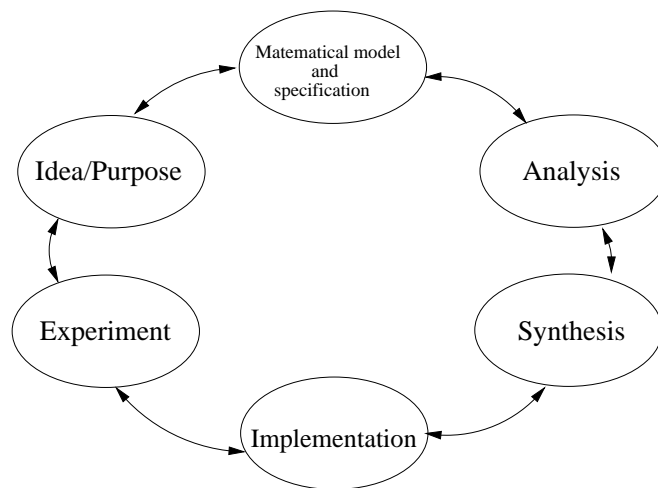 Matematical model
and
specification
Idea/Purpose
Analysis
Experiment
Synthesis
Implementation